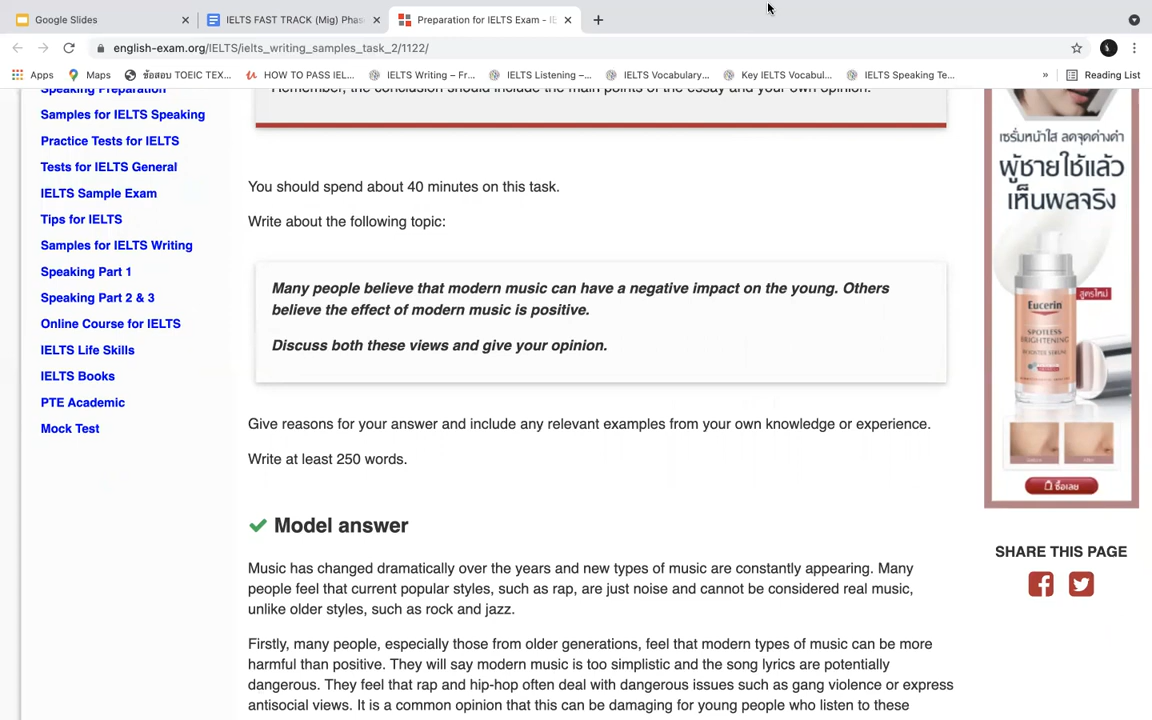 Google Slides
IELTS FAST TRACK (Mig) Phas
Preparation for IELTS Exam - IE
english-exam.org/IELTS/ielts_writing_samples_task_2/1122/
Apps
Maps
ข้อสอบ TOEIC TEX...
HOW TO PASS IEL...
IELTS Writing – Fr...
IELTS Listening –...
IELTS Vocabulary...
Key IELTS Vocabul...
IELTS Speaking Te...
»
Reading List
Speaking Preparation
Samples for IELTS Speaking
Practice Tests for IELTS
Tests for IELTS General
IELTS Sample Exam
Tips for IELTS
Samples for IELTS Writing
Speaking Part 1
Speaking Part 2 & 3
Online Course for IELTS
IELTS Life Skills
IELTS Books
PTE Academic
Mock Test
Remember, the conclusion should include the main points of the essay and your own opinion.
You should spend about 40 minutes on this task.
Write about the following topic:
Many people believe that modern music can have a negative impact on the young. Others
believe the effect of modern music is positive.
Discuss both these views and give your opinion.
Give reasons for your answer and include any relevant examples from your own knowledge or experience.
Write at least 250 words.
Model answer
Music has changed dramatically over the years and new types of music are constantly appearing. Many
people feel that current popular styles, such as rap, are just noise and cannot be considered real music,
unlike older styles, such as rock and jazz.
Firstly, many people, especially those from older generations, feel that modern types of music can be more
harmful than positive. They will say modern music is too simplistic and the song lyrics are potentially
dangerous. They feel that rap and hip-hop often deal with dangerous issues such as gang violence or express
antisocial views. It is a common opinion that this can be damaging for young people who listen to these
เซรั่มหน้าใส ลดจุดด่างดำ
ผู้ชายใช้แล้ว
เห็นผลจริง
สูตรใหม่
Eucerin
SPOTLESS
BRIGHTENING
BOOSTER SERUM
ซื้อเลย
SHARE THIS PAGE